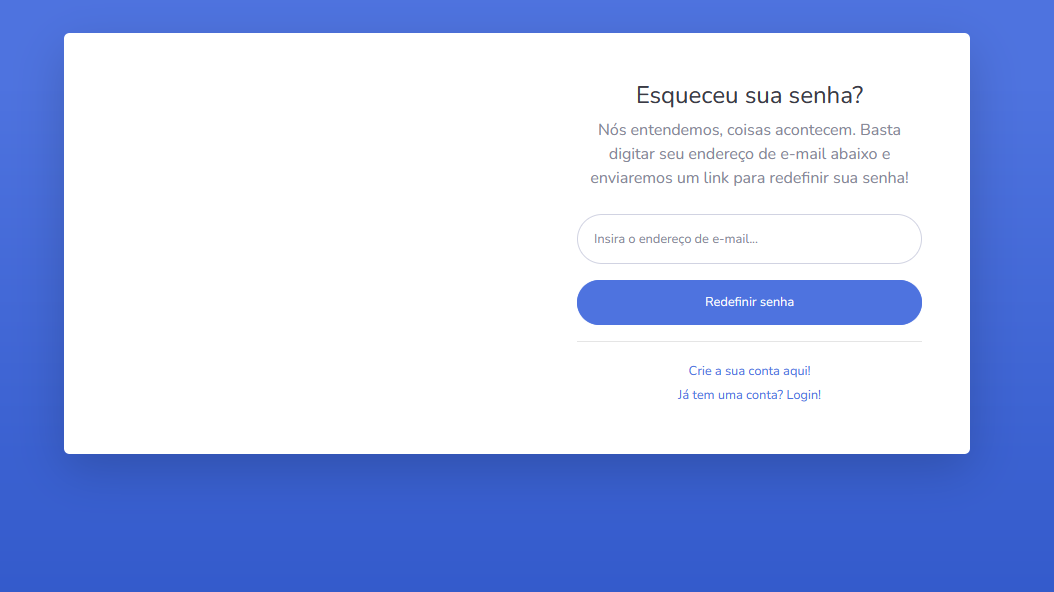 Esqueceu sua senha?
Nós entendemos, coisas acontecem. Basta
digitar seu endereço de e-mail abaixo e
enviaremos um link para redefinir sua senha!
Insira o endereço de e-mail...
Redefinir senha
Crie a sua conta aqui!
Já tem uma conta? Login!